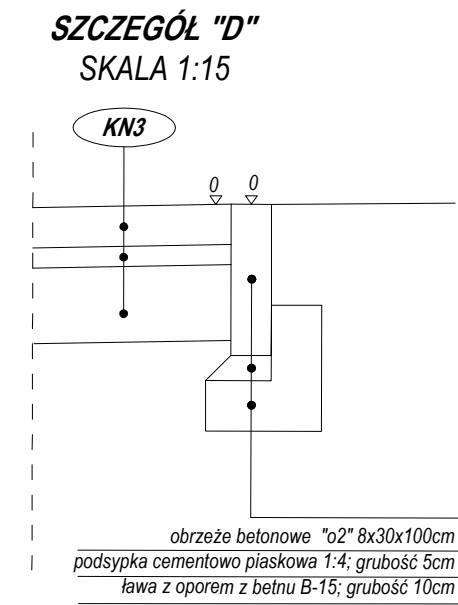 SZCZEGÓŁ "D"
SKALA 1:15
KN3
0 0
obrzeże betonowe "o2" 8x30x100cm
podsypka cementowo piaskowa 1:4; grubość 5cm
ława z oporem z betnu B-15; grubość 10cm